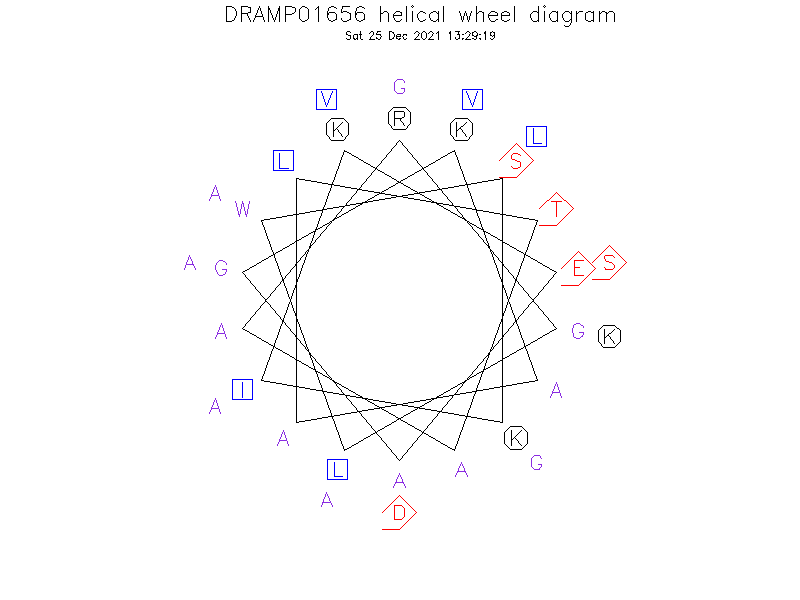 DRAMP01656 helical wheel diagram
Sat 25 Dec 2021 13:29:19
G
V V
R
K K
L
L S
A
W T
A G E S
A G K
I A
A
A K
G
L A
A
A
D